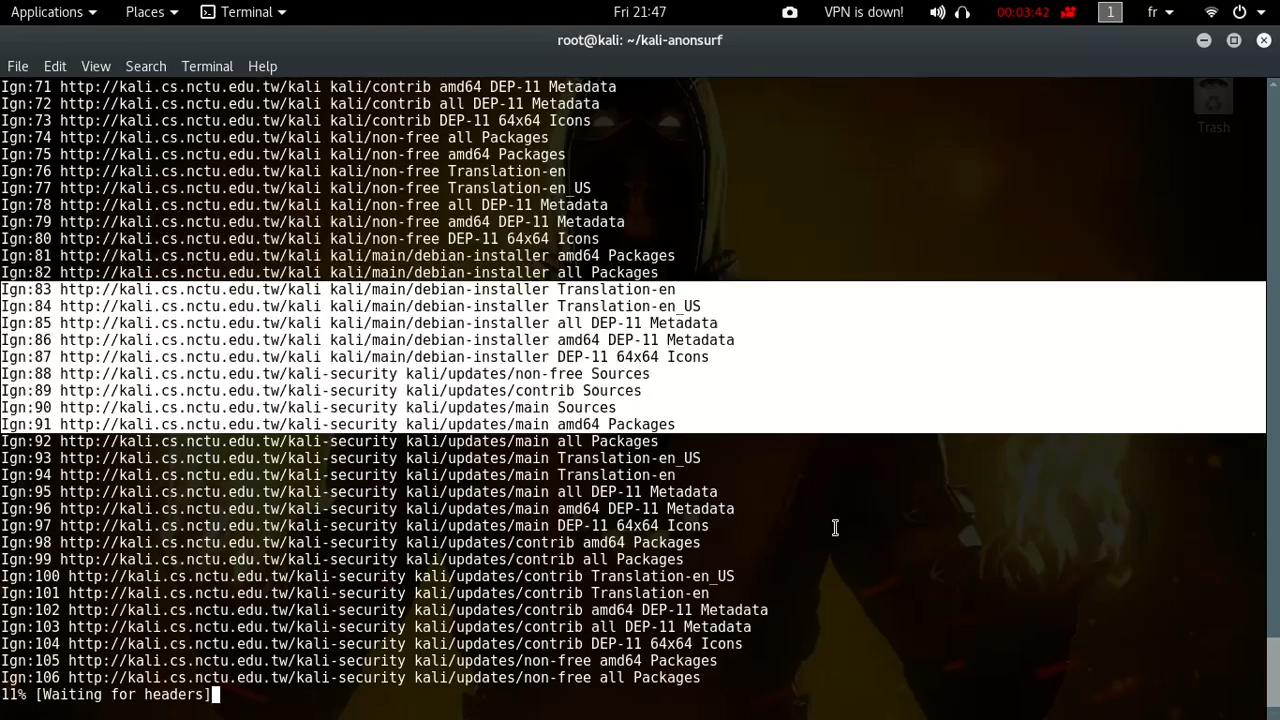 Applications Places Terminal Fri 21:47 VPN is down! 00:03:42 1 fr
root@kali: ~/kali-anonsurf
File Edit View Search Terminal Help
Ign:71 http://kali.cs.nctu.edu.tw/kali kali/contrib amd64 DEP-11 Metadata
Ign:72 http://kali.cs.nctu.edu.tw/kali kali/contrib all DEP-11 Metadata
Ign:73 http://kali.cs.nctu.edu.tw/kali kali/contrib DEP-11 64x64 Icons
Ign:74 http://kali.cs.nctu.edu.tw/kali kali/non-free all Packages
Ign:75 http://kali.cs.nctu.edu.tw/kali kali/non-free amd64 Packages
Ign:76 http://kali.cs.nctu.edu.tw/kali kali/non-free Translation-en
Ign:77 http://kali.cs.nctu.edu.tw/kali kali/non-free Translation-en_US
Ign:78 http://kali.cs.nctu.edu.tw/kali kali/non-free all DEP-11 Metadata
Ign:79 http://kali.cs.nctu.edu.tw/kali kali/non-free amd64 DEP-11 Metadata
Ign:80 http://kali.cs.nctu.edu.tw/kali kali/non-free DEP-11 64x64 Icons
Ign:81 http://kali.cs.nctu.edu.tw/kali kali/main/debian-installer amd64 Packages
Ign:82 http://kali.cs.nctu.edu.tw/kali kali/main/debian-installer all Packages
Ign:83 http://kali.cs.nctu.edu.tw/kali kali/main/debian-installer Translation-en
Ign:84 http://kali.cs.nctu.edu.tw/kali kali/main/debian-installer Translation-en_US
Ign:85 http://kali.cs.nctu.edu.tw/kali kali/main/debian-installer all DEP-11 Metadata
Ign:86 http://kali.cs.nctu.edu.tw/kali kali/main/debian-installer amd64 DEP-11 Metadata
Ign:87 http://kali.cs.nctu.edu.tw/kali kali/main/debian-installer DEP-11 64x64 Icons
Ign:88 http://kali.cs.nctu.edu.tw/kali-security kali/updates/non-free Sources
Ign:89 http://kali.cs.nctu.edu.tw/kali-security kali/updates/contrib Sources
Ign:90 http://kali.cs.nctu.edu.tw/kali-security kali/updates/main Sources
Ign:91 http://kali.cs.nctu.edu.tw/kali-security kali/updates/main amd64 Packages
Ign:92 http://kali.cs.nctu.edu.tw/kali-security kali/updates/main all Packages
Ign:93 http://kali.cs.nctu.edu.tw/kali-security kali/updates/main Translation-en_US
Ign:94 http://kali.cs.nctu.edu.tw/kali-security kali/updates/main Translation-en
Ign:95 http://kali.cs.nctu.edu.tw/kali-security kali/updates/main all DEP-11 Metadata
Ign:96 http://kali.cs.nctu.edu.tw/kali-security kali/updates/main amd64 DEP-11 Metadata
Ign:97 http://kali.cs.nctu.edu.tw/kali-security kali/updates/main DEP-11 64x64 Icons
Ign:98 http://kali.cs.nctu.edu.tw/kali-security kali/updates/contrib amd64 Packages
Ign:99 http://kali.cs.nctu.edu.tw/kali-security kali/updates/contrib all Packages
Ign:100 http://kali.cs.nctu.edu.tw/kali-security kali/updates/contrib Translation-en_US
Ign:101 http://kali.cs.nctu.edu.tw/kali-security kali/updates/contrib Translation-en
Ign:102 http://kali.cs.nctu.edu.tw/kali-security kali/updates/contrib amd64 DEP-11 Metadata
Ign:103 http://kali.cs.nctu.edu.tw/kali-security kali/updates/contrib all DEP-11 Metadata
Ign:104 http://kali.cs.nctu.edu.tw/kali-security kali/updates/contrib DEP-11 64x64 Icons
Ign:105 http://kali.cs.nctu.edu.tw/kali-security kali/updates/non-free amd64 Packages
Ign:106 http://kali.cs.nctu.edu.tw/kali-security kali/updates/non-free all Packages
11% [Waiting for headers]
Trash